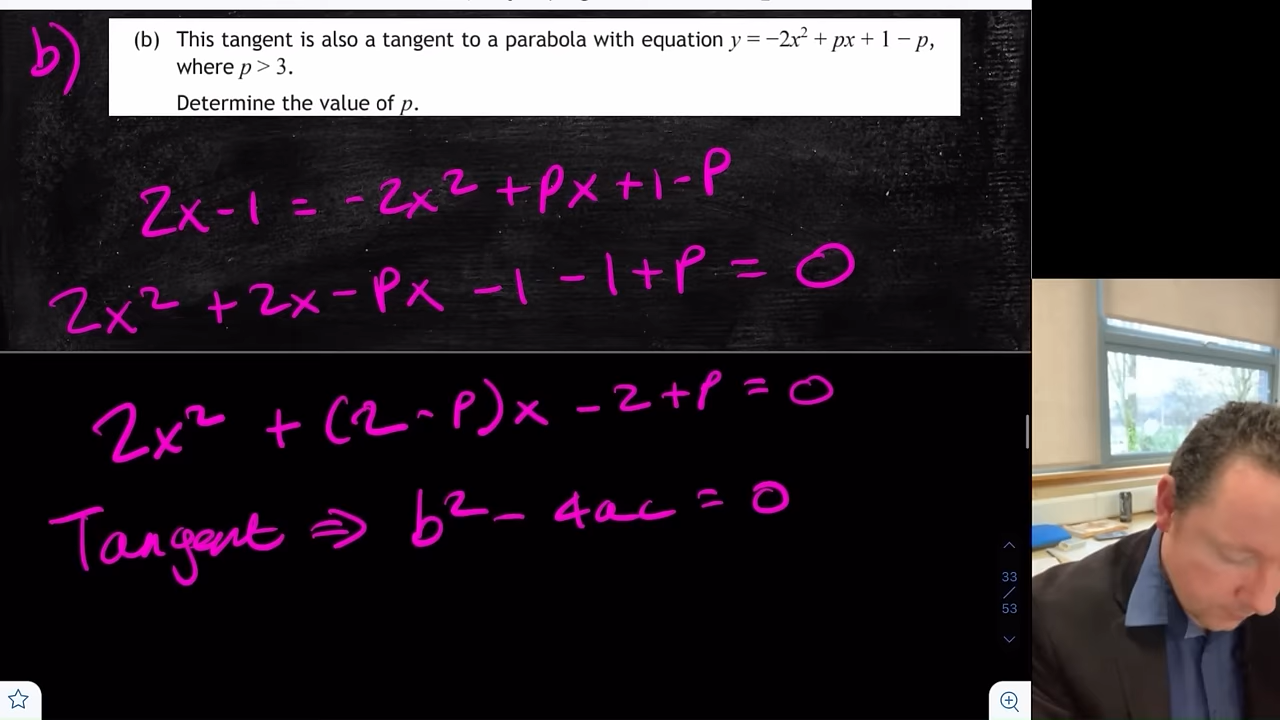 b)
(b) This tangent is also a tangent to a parabola with equation y = −2x² + px + 1 − p,
where p > 3.
Determine the value of p.
2x-1 = -2x² + px + 1 - p
2x² + 2x - px - 1 - 1 + p = 0
2x² + (2 - p)x - 2 + p = 0
Tangent ⇒ b² - 4ac = 0
33
/
53